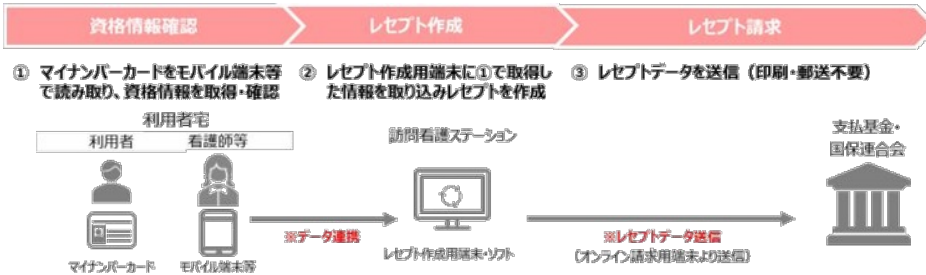 資格情報確認
レセプト作成
レセプト請求
① マイナンバーカードをモバイル端末等
で読み取り、資格情報を取得・確認
② レセプト作成用端末に①で取得し
た情報を取り込みレセプトを作成
③ レセプトデータを送信（印刷・郵送不要）
利用者宅
利用者
看護師等
マイナンバーカード
モバイル端末等
※データ連携
訪問看護ステーション
レセプト作成用端末・ソフト
※レセプトデータ送信
（オンライン請求用端末より送信）
支払基金・
国保連合会